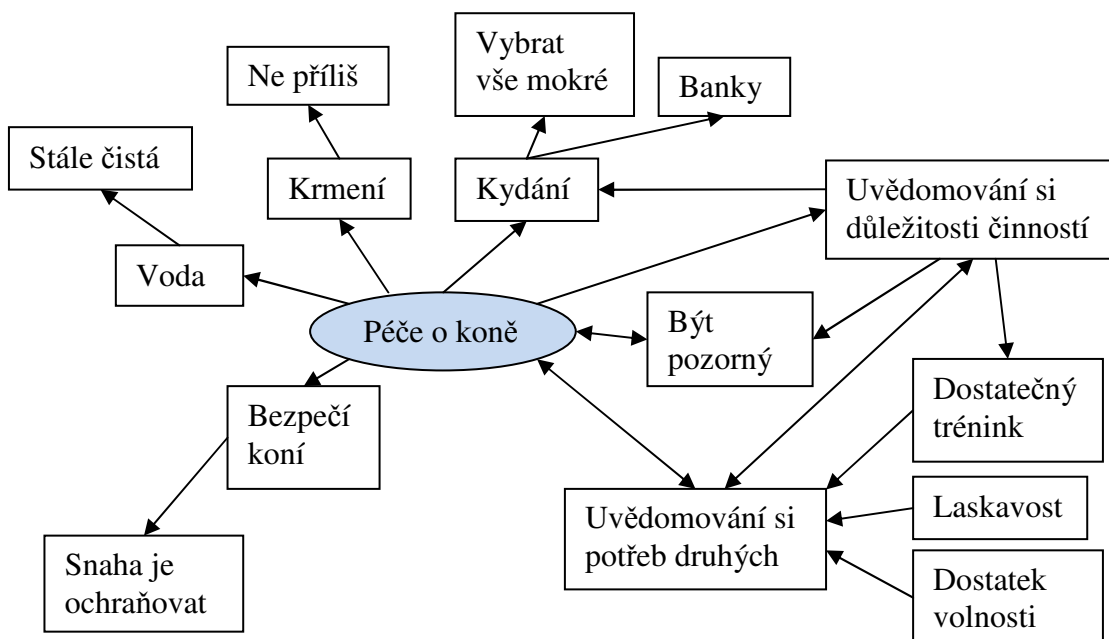 Vybrat
vše mokré
Ne příliš
Banky
Stále čistá
Krmení
Kydání
Uvědomování si
důležitosti činností
Voda
Péče o koně
Být
pozorný
Bezpečí
koní
Dostatečný
trénink
Uvědomování si
potřeb druhých
Laskavost
Snaha je
ochraňovat
Dostatek
volnosti